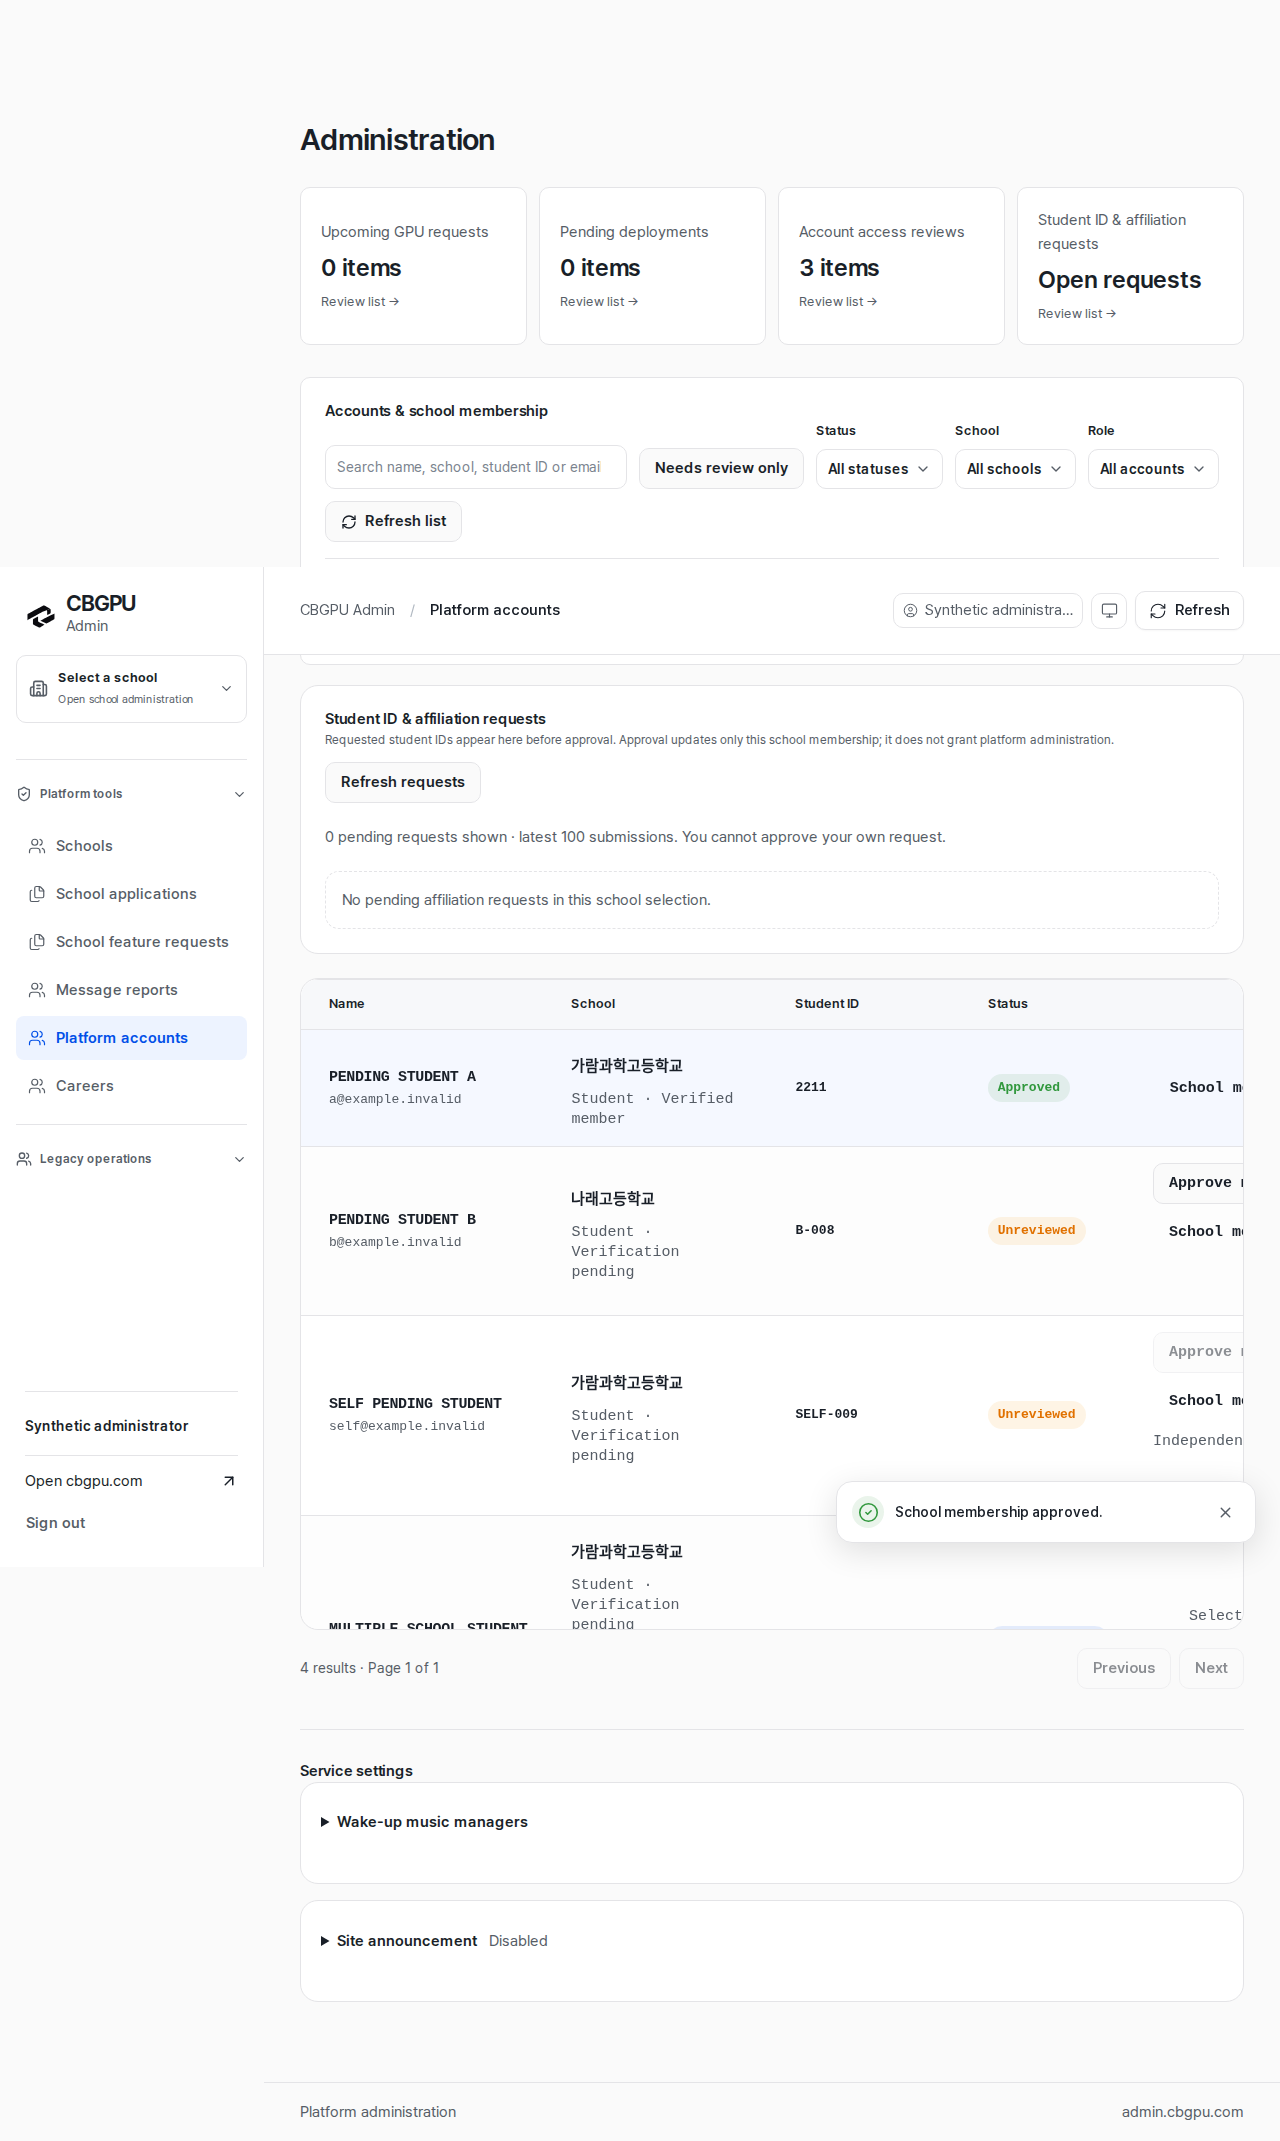 Administration
Upcoming GPU requests
0 items
Review list →
Pending deployments
0 items
Review list →
Account access reviews
3 items
Review list →
Student ID & affiliation
requests
Open requests
Review list →
Accounts & school membership
Search name, school, student ID or emai
Needs review only
Status
All statuses
School
All schools
Role
All accounts
Refresh list
CBGPU
Admin
Select a school
Open school administration
Platform tools
Schools
School applications
School feature requests
Message reports
Platform accounts
Careers
Legacy operations
Synthetic administrator
Open cbgpu.com
Sign out
CBGPU Admin / Platform accounts
Synthetic administra...
Refresh
Student ID & affiliation requests
Requested student IDs appear here before approval. Approval updates only this school membership; it does not grant platform administration.
Refresh requests
0 pending requests shown · latest 100 submissions. You cannot approve your own request.
No pending affiliation requests in this school selection.
Name School Student ID Status
PENDING STUDENT A
a@example.invalid
가람과학고등학교
Student · Verified
member
2211
Approved
School
PENDING STUDENT B
b@example.invalid
나래고등학교
Student ·
Verification
pending
B-008
Unreviewed
Approve
School
SELF PENDING STUDENT
self@example.invalid
가람과학고등학교
Student ·
Verification
pending
SELF-009
Unreviewed
Approve
School
Independen
School membership approved.
MULTIPLE SCHOOL STUDENT
가람과학고등학교
Student ·
Verification
pending
Select
4 results · Page 1 of 1
Previous
Next
Service settings
Wake-up music managers
Site announcement Disabled
Platform administration
admin.cbgpu.com